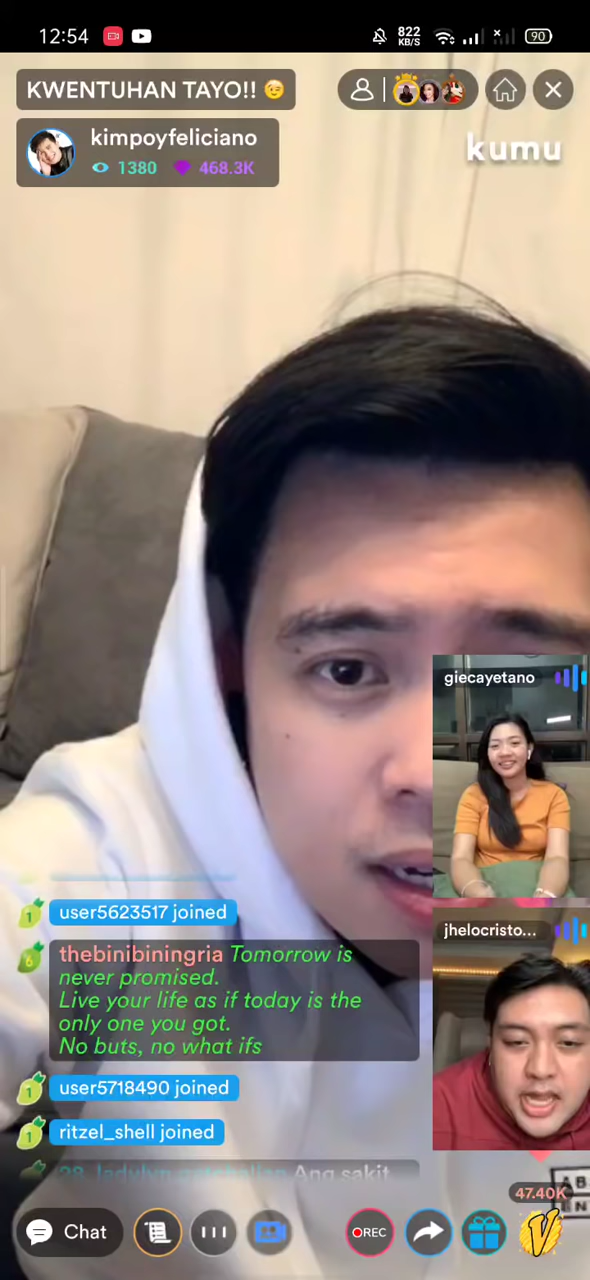 12:54
822
KB/S
90
KWENTUHAN TAYO!!
kimpoyfeliciano
1380
468.3K
kumu
giecayetano
user5623517 joined
jhelocristo...
thebinibiningria Tomorrow is
never promised.
Live your life as if today is the
only one you got.
No buts, no what ifs
user5718490 joined
ritzel_shell joined
Ang sakit
47.40K
Chat
REC
V